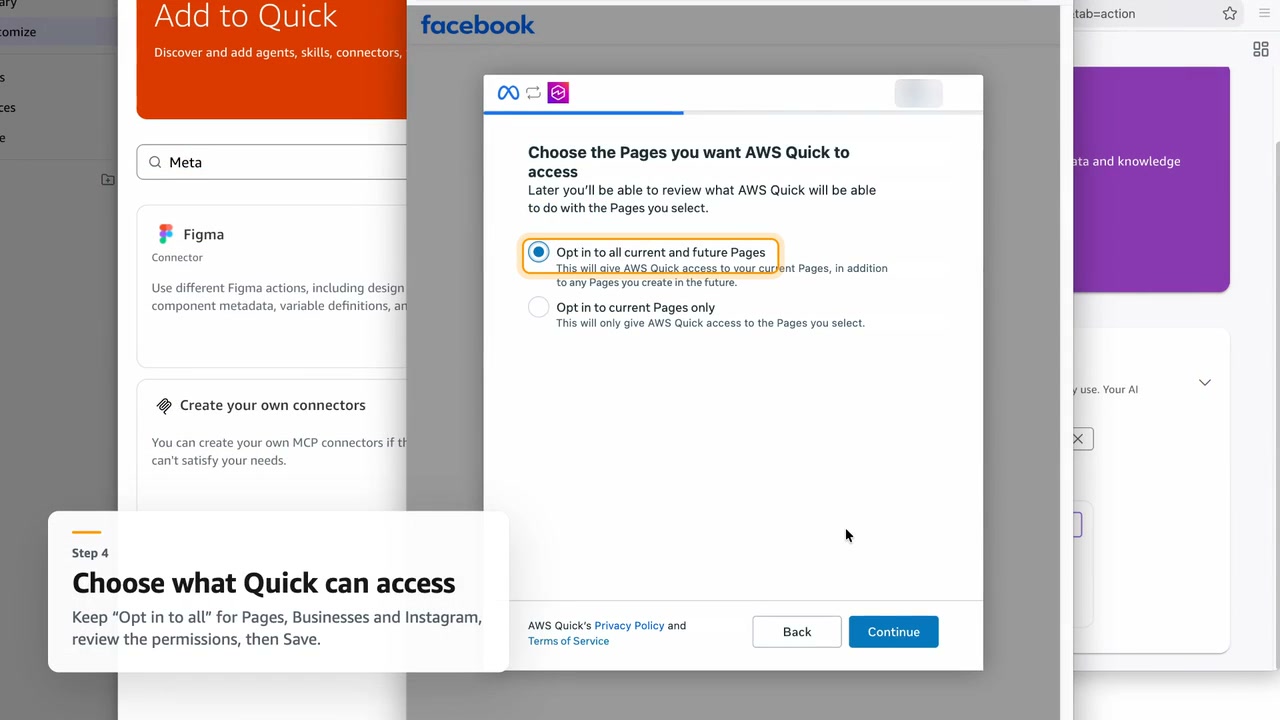 ary
tomize
s
ces
e
Add to Quick
Discover and add agents, skills, connectors,
Meta
Figma
Connector
Use different Figma actions, including design
component metadata, variable definitions, an
Create your own connectors
You can create your own MCP connectors if th
can't satisfy your needs.
facebook
Choose the Pages you want AWS Quick to
access
Later you'll be able to review what AWS Quick will be able
to do with the Pages you select.
Opt in to all current and future Pages
This will give AWS Quick access to your current Pages, in addition
to any Pages you create in the future.
Opt in to current Pages only
This will only give AWS Quick access to the Pages you select.
AWS Quick's Privacy Policy and
Terms of Service
Back
Continue
tab=action
ata and knowledge
y use. Your AI
Step 4
Choose what Quick can access
Keep “Opt in to all” for Pages, Businesses and Instagram,
review the permissions, then Save.